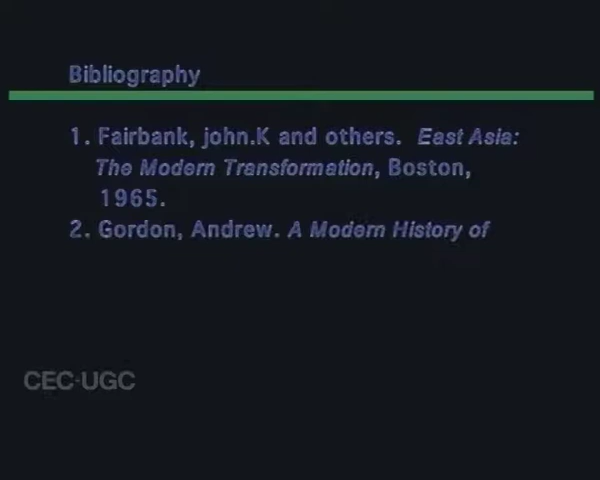 Bibliography
1. Fairbank, john.K and others. East Asia:
The Modern Transformation, Boston,
1965.
2. Gordon, Andrew. A Modern History of
CEC-UGC